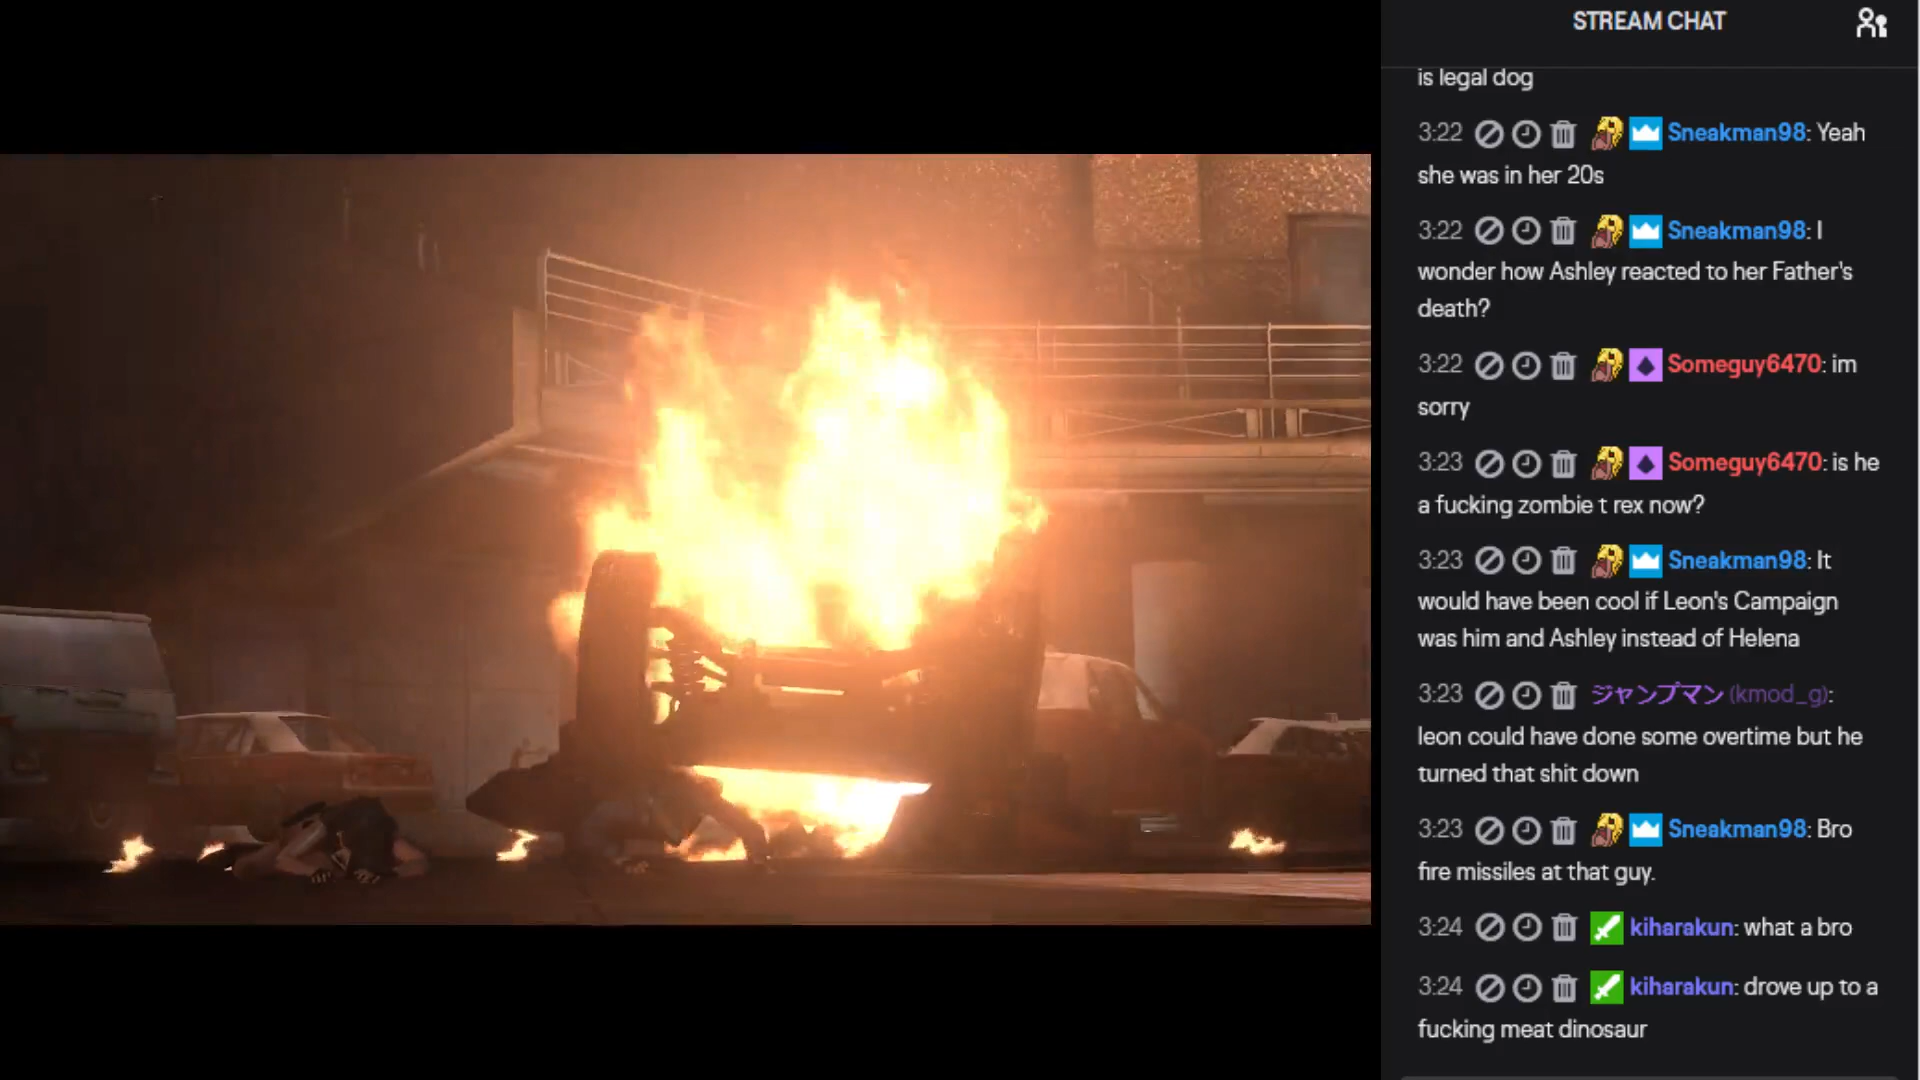 STREAM CHAT
is legal dog
3:22 Sneakman98: Yeah
she was in her 20s
3:22 Sneakman98: I
wonder how Ashley reacted to her Father's
death?
3:22 Someguy6470: im
sorry
3:23 Someguy6470: is he
a fucking zombie t rex now?
3:23 Sneakman98: It
would have been cool if Leon's Campaign
was him and Ashley instead of Helena
3:23 ジャンプマン (kmod_g):
leon could have done some overtime but he
turned that shit down
3:23 Sneakman98: Bro
fire missiles at that guy.
3:24 kiharakun: what a bro
3:24 kiharakun: drove up to a
fucking meat dinosaur